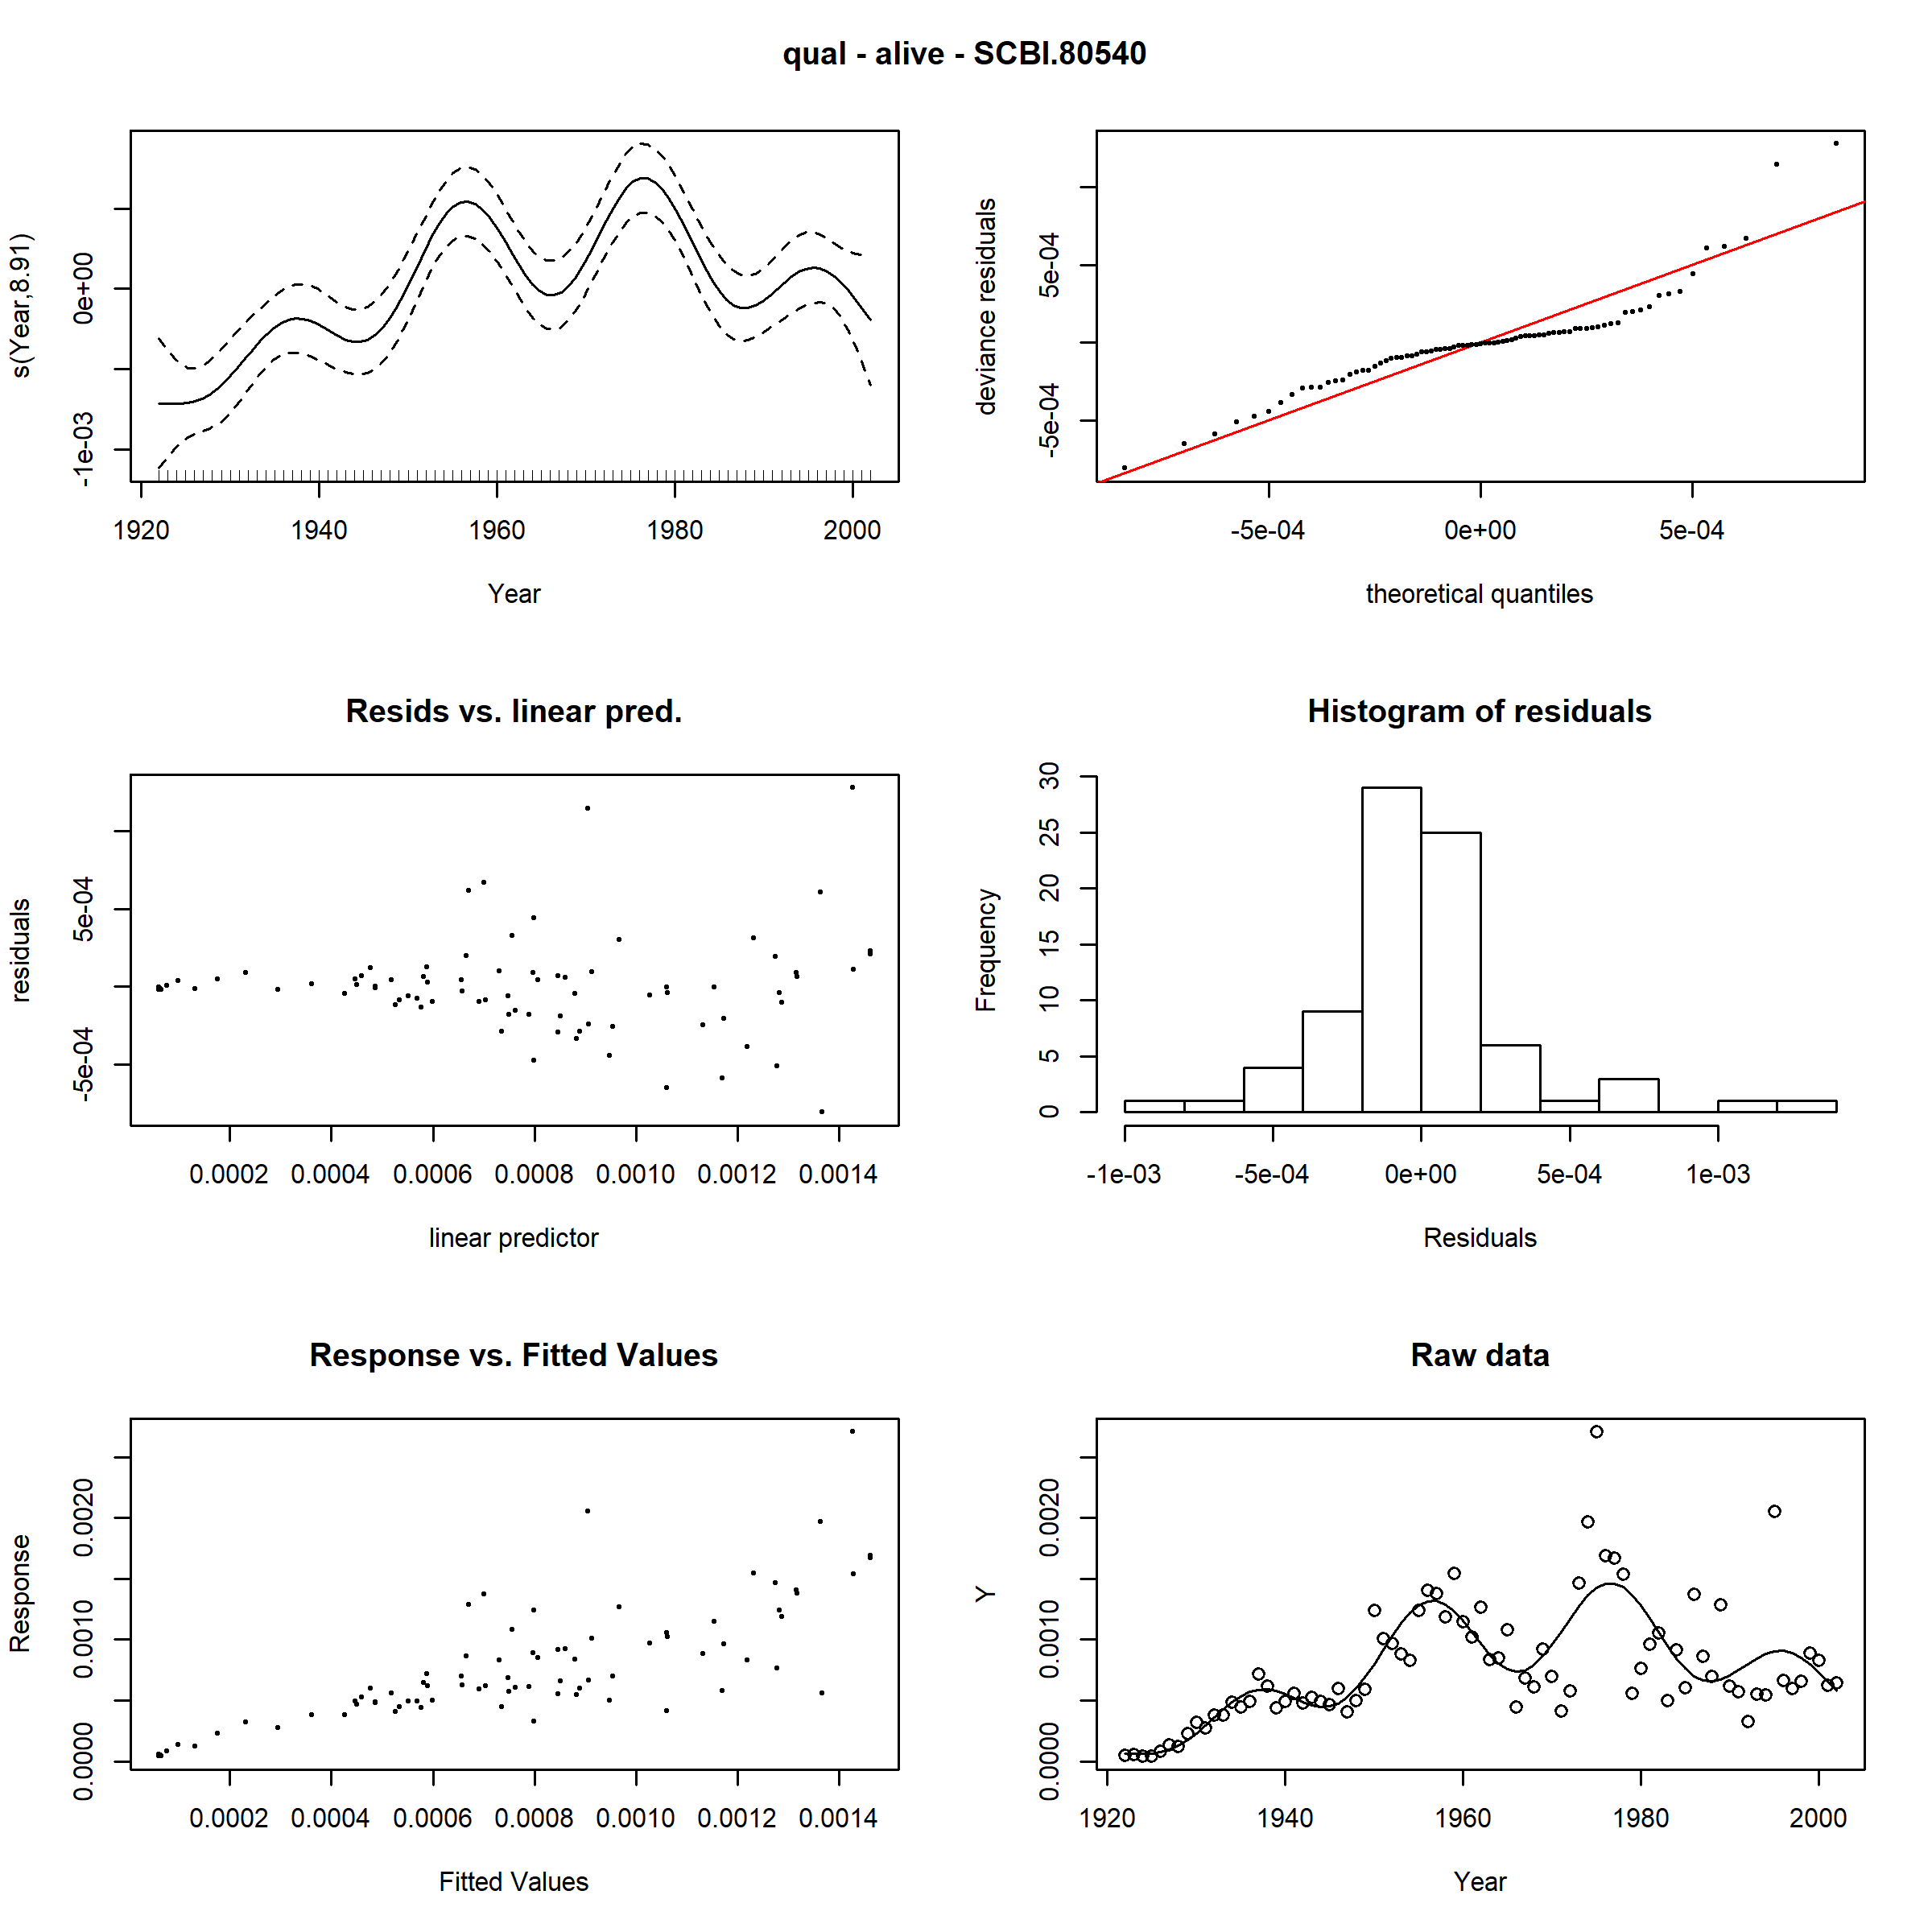 qual - alive - SCBI.80540
s(Year,8.91)
-1e-03 0e+00
1920 1940 1960 1980 2000
Year
deviance residuals
-5e-04 5e-04
-5e-04 0e+00 5e-04
theoretical quantiles
Resids vs. linear pred.
residuals
-5e-04 5e-04
0.0002 0.0004 0.0006 0.0008 0.0010 0.0012 0.0014
linear predictor
Histogram of residuals
Frequency
0 5 10 15 20 25 30
-1e-03 -5e-04 0e+00 5e-04 1e-03
Residuals
Response vs. Fitted Values
Response
0.0000 0.0010 0.0020
0.0002 0.0004 0.0006 0.0008 0.0010 0.0012 0.0014
Fitted Values
Raw data
Y
0.0000 0.0010 0.0020
1920 1940 1960 1980 2000
Year